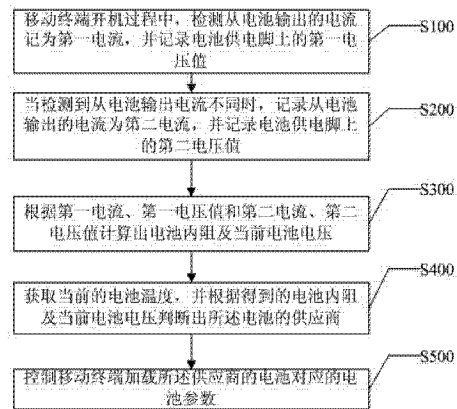 移动终端开机过程中，检测从电池输出的电流
记为第一电流，并记录电池供电脚上的第一电
压值
S100
当检测到从电池输出电流不同时，记录从电池
输出的电流为第二电流，并记录电池供电脚上
的第二电压值
S200
根据第一电流、第一电压值和第二电流、第二
电压值计算出电池内阻及当前电池电压
S300
获取当前的电池温度，并根据得到的电池内阻
及当前电池电压判断出所述电池的供应商
S400
控制移动终端加载所述供应商的电池对应的电
池参数
S500